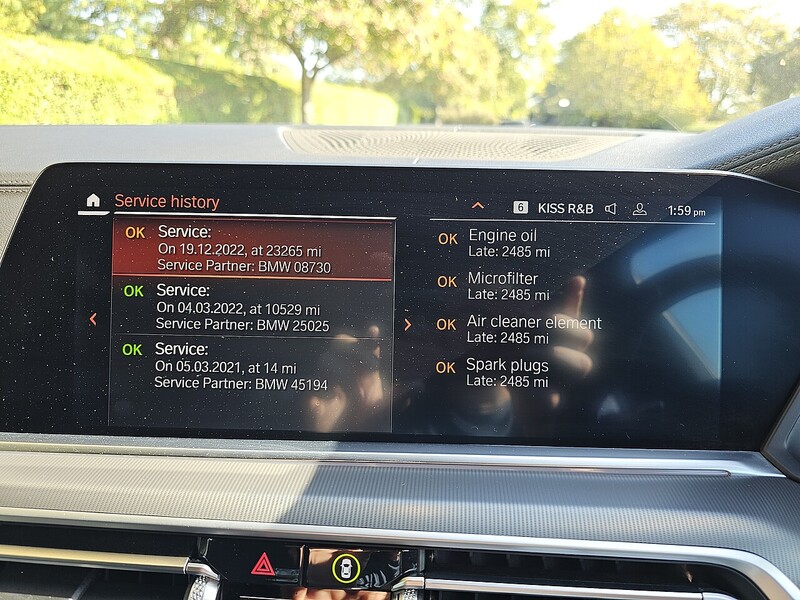 Service history
6 KISS R&B 1:59 pm
OK Service:
On 19.12.2022, at 23265 mi
Service Partner: BMW 08730
OK Service:
On 04.03.2022, at 10529 mi
Service Partner: BMW 25025
OK Service:
On 05.03.2021, at 14 mi
Service Partner: BMW 45194
OK Engine oil
Late: 2485 mi
OK Microfilter
Late: 2485 mi
OK Air cleaner element
Late: 2485 mi
OK Spark plugs
Late: 2485 mi